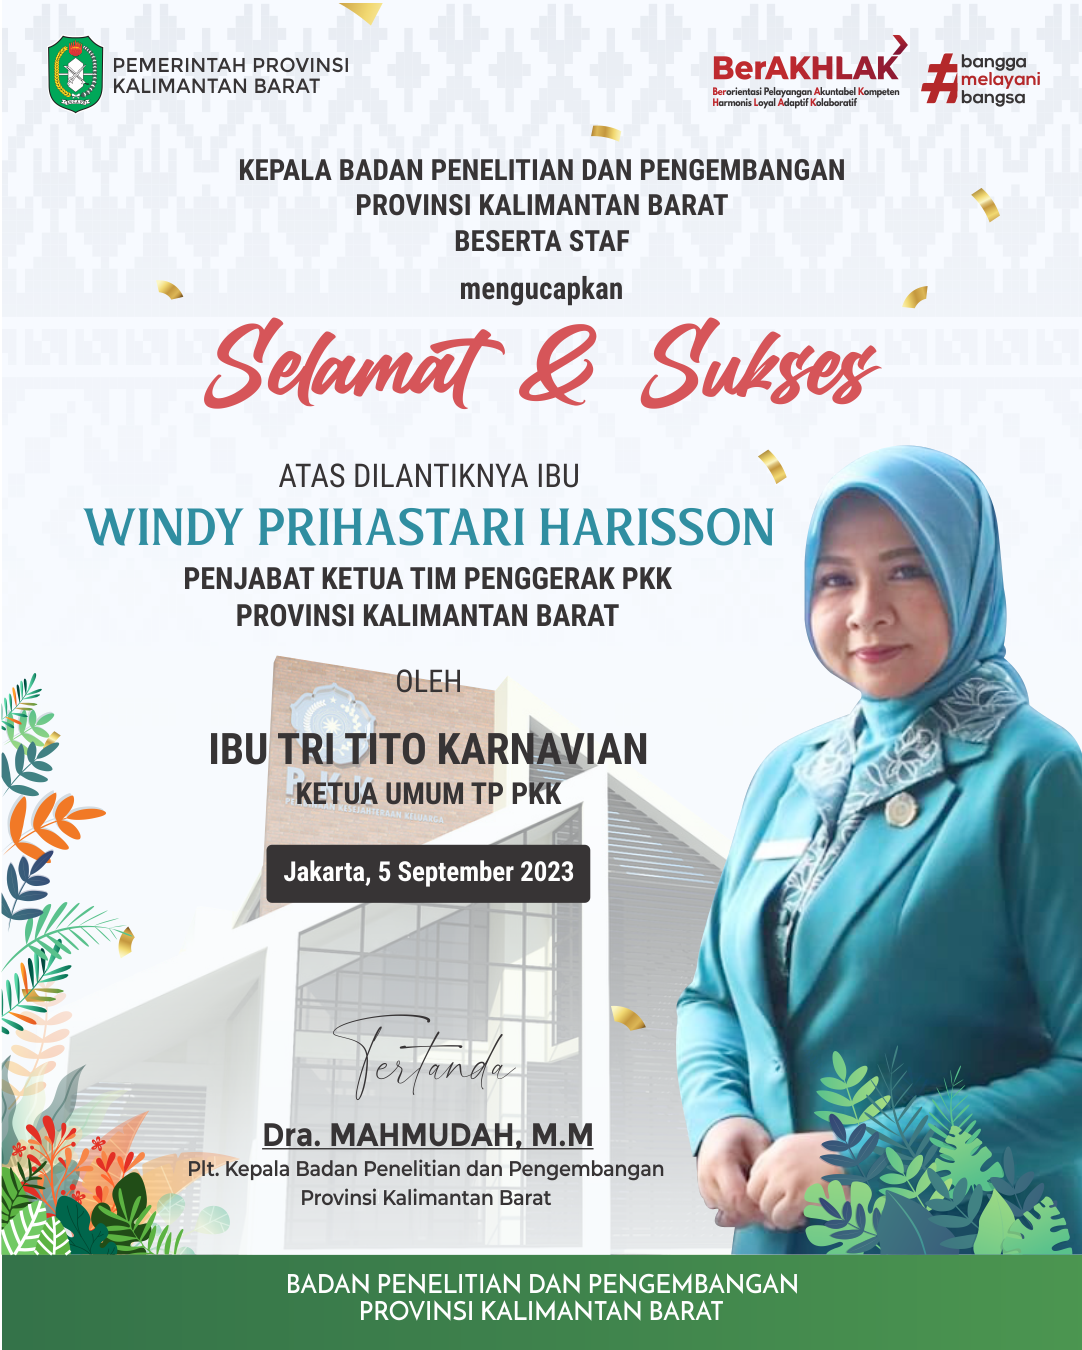 PEMERINTAH PROVINSI
KALIMANTAN BARAT
BerAKHLAK
Berorientasi Pelayangan Akuntabel Kompeten
Harmonis Loyal Adaptif Kolaboratif
#bangga
melayani
bangsa
KEPALA BADAN PENELITIAN DAN PENGEMBANGAN
PROVINSI KALIMANTAN BARAT
BESERTA STAF
mengucapkan
Selamat & Sukses
ATAS DILANTIKNYA IBU
WINDY PRIHASTARI HARISSON
PENJABAT KETUA TIM PENGGERAK PKK
PROVINSI KALIMANTAN BARAT
OLEH
IBU TRI TITO KARNAVIAN
KETUA UMUM TP PKK
Jakarta, 5 September 2023
Tertanda
Dra. MAHMUDAH, M.M
Plt. Kepala Badan Penelitian dan Pengembangan
Provinsi Kalimantan Barat
BADAN PENELITIAN DAN PENGEMBANGAN
PROVINSI KALIMANTAN BARAT